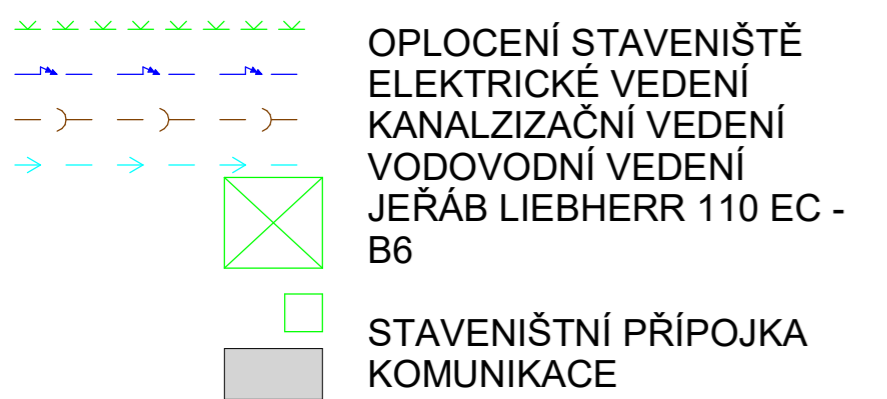 OPLOCENÍ STAVENIŠTĚ
ELEKTRICKÉ VEDENÍ
KANALZIZAČNÍ VEDENÍ
VODOVODNÍ VEDENÍ
JEŘÁB LIEBHERR 110 EC -
B6
STAVENIŠTNÍ PŘÍPOJKA
KOMUNIKACE